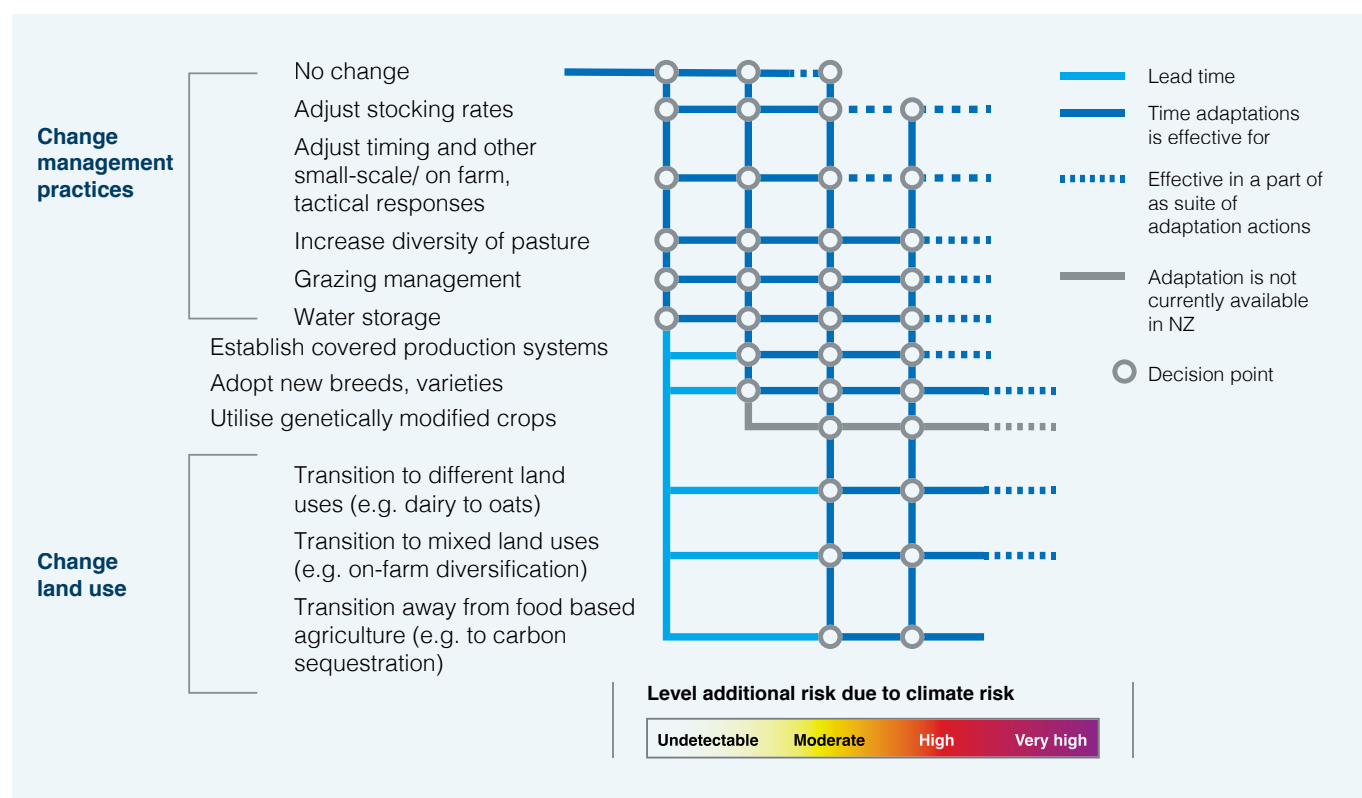 Change
management
practices
No change
Adjust stocking rates
Adjust timing and other
small-scale/ on farm,
tactical responses
Increase diversity of pasture
Grazing management
Water storage
Establish covered production systems
Adopt new breeds, varieties
Utilise genetically modified crops
Change
land use
Transition to different land
uses (e.g. dairy to oats)
Transition to mixed land uses
(e.g. on-farm diversification)
Transition away from food based
agriculture (e.g. to carbon
sequestration)
Lead time
Time adaptations
is effective for
Effective in a part of
as suite of
adaptation actions
Adaptation is not
currently available
in NZ
Decision point
Level additional risk due to climate risk
Undetectable Moderate High Very high